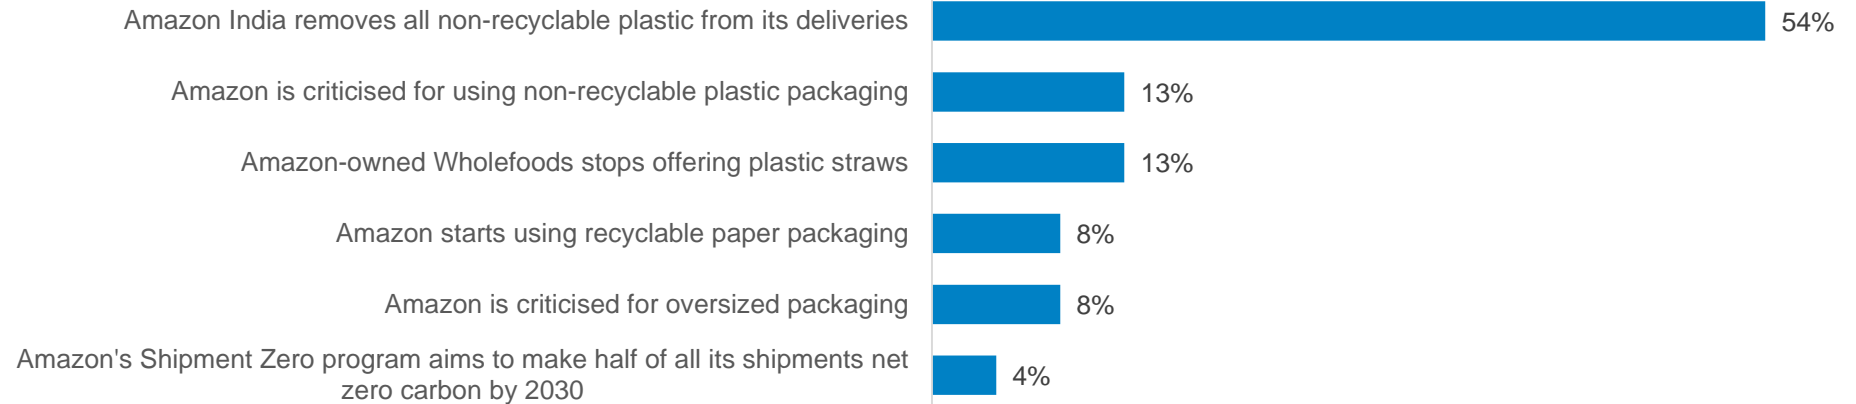 Amazon India removes all non-recyclable plastic from its deliveries 54%
Amazon is criticised for using non-recyclable plastic packaging 13%
Amazon-owned Wholefoods stops offering plastic straws 13%
Amazon starts using recyclable paper packaging 8%
Amazon is criticised for oversized packaging 8%
Amazon's Shipment Zero program aims to make half of all its shipments net
zero carbon by 2030 4%